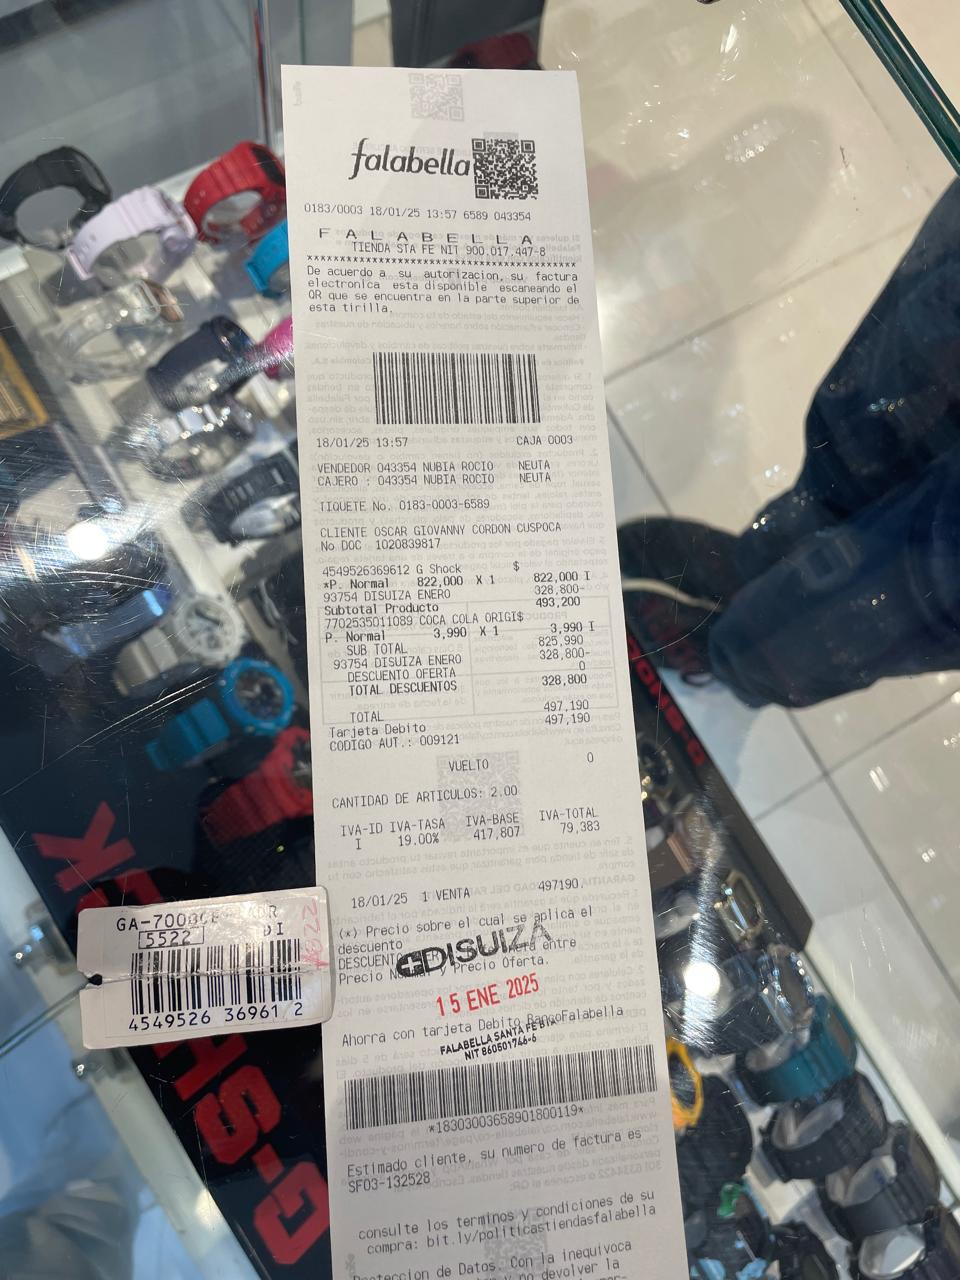 falabella
0183/0003 18/01/25 13:57 6589 043354
F A L A B E L L A
TIENDA STA FE NIT 900.017.447-8
De acuerdo a su autorizacion, su factura
electronica esta disponible escaneando el
QR que se encuentra en la parte superior de
esta tirilla.
18/01/25 13:57 CAJA 0003
VENDEDOR 043354 NUBIA ROCIO NEUTA
CAJERO : 043354 NUBIA ROCIO NEUTA
TIQUETE No. 0183-0003-6589
CLIENTE OSCAR GIOVANNY CORDON CUSPOCA
No DOC 1020839817
4549526369612 G Shock $
*P. Normal 822,000 X 1 822,000 I
93754 DISUIZA ENERO 328,800-
Subtotal Producto 493,200
7702535011089 COCA COLA ORIGI$
P. Normal 3,990 X 1 3,990 I
SUB TOTAL 825,990
93754 DISUIZA ENERO 328,800-
DESCUENTO OFERTA 0
TOTAL DESCUENTOS 328,800
TOTAL 497,190
Tarjeta Debito 497,190
CODIGO AUT.: 009121
VUELTO 0
CANTIDAD DE ARTICULOS: 2.00
IVA-ID IVA-TASA IVA-BASE IVA-TOTAL
I 19.00% 417,807 79,383
18/01/25 1 VENTA 497190
(*) Precio sobre el cual se aplica el
descuento
DESCUENTO entre
Precio y Precio Oferta.
DISUIZA
15 ENE 2025
Ahorra con tarjeta Debito BancoFalabella
FALABELLA SANTA FE
NIT 860501746-6
*18303003658901800119*
Estimado cliente, su numero de factura es
SF03-132528
consulte los terminos y condiciones de su
compra: bit.ly/politicastiendasfalabella
Proteccion de Datos. Con la inequivoca
y no devolver la
5522 DI
4549526 36961 2
G-SHOCK